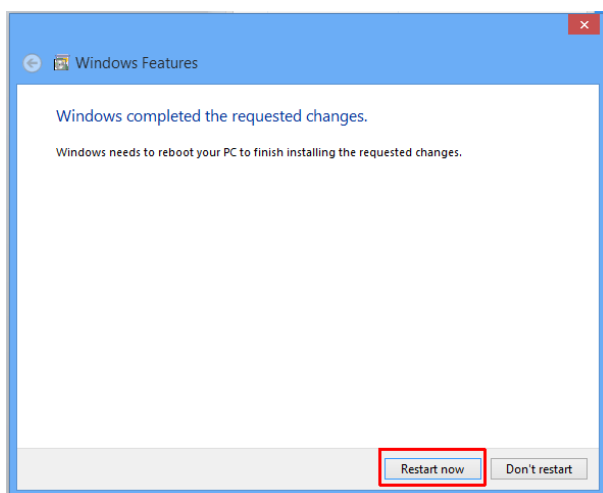 Windows Features
Windows completed the requested changes.
Windows needs to reboot your PC to finish installing the requested changes.
Restart now
Don't restart